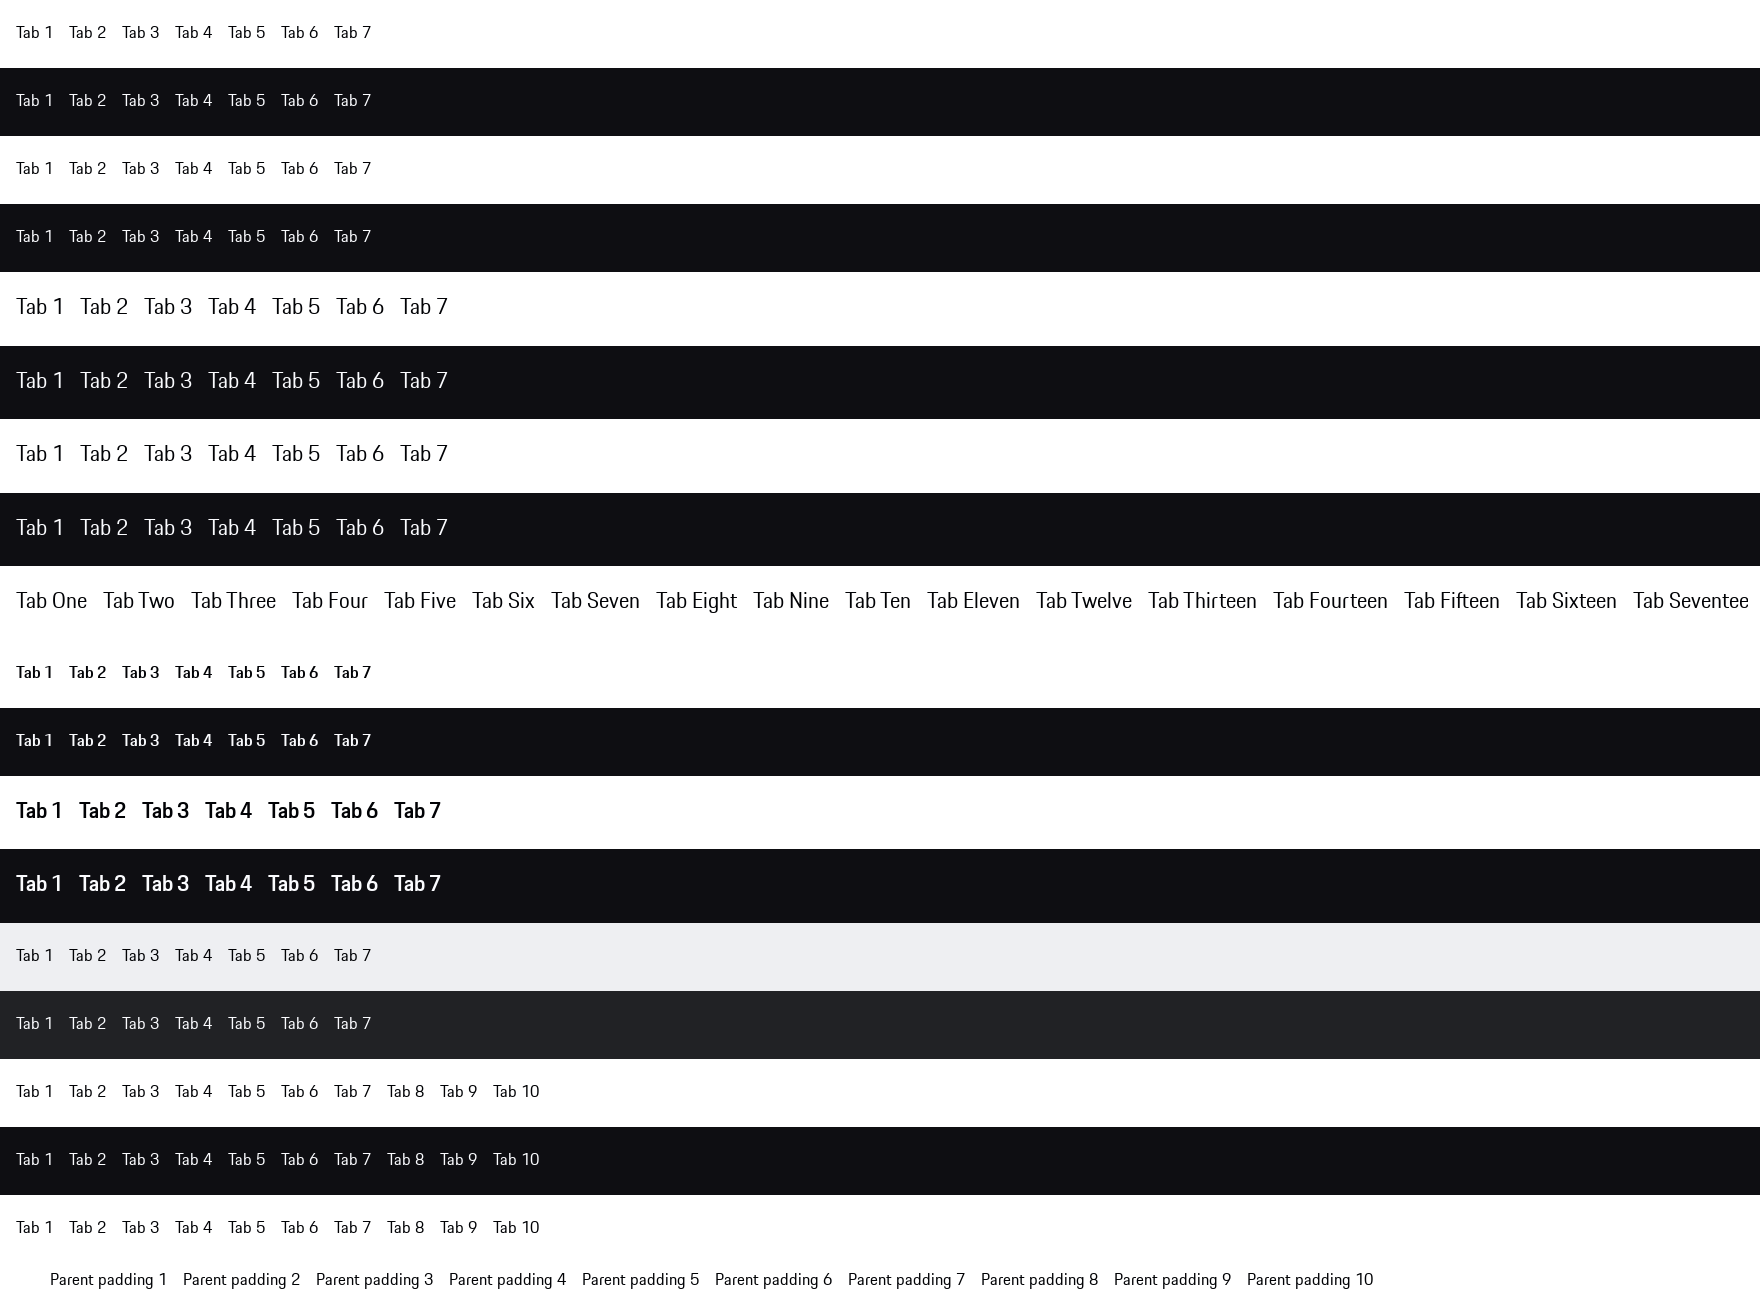 Tab 1 Tab 2 Tab 3 Tab 4 Tab 5 Tab 6 Tab 7
Tab 1 Tab 2 Tab 3 Tab 4 Tab 5 Tab 6 Tab 7
Tab 1 Tab 2 Tab 3 Tab 4 Tab 5 Tab 6 Tab 7
Tab 1 Tab 2 Tab 3 Tab 4 Tab 5 Tab 6 Tab 7
Tab 1 Tab 2 Tab 3 Tab 4 Tab 5 Tab 6 Tab 7
Tab 1 Tab 2 Tab 3 Tab 4 Tab 5 Tab 6 Tab 7
Tab 1 Tab 2 Tab 3 Tab 4 Tab 5 Tab 6 Tab 7
Tab 1 Tab 2 Tab 3 Tab 4 Tab 5 Tab 6 Tab 7
Tab One Tab Two Tab Three Tab Four Tab Five Tab Six Tab Seven Tab Eight Tab Nine Tab Ten Tab Eleven Tab Twelve Tab Thirteen Tab Fourteen Tab Fifteen Tab Sixteen Tab Seventee
Tab 1 Tab 2 Tab 3 Tab 4 Tab 5 Tab 6 Tab 7
Tab 1 Tab 2 Tab 3 Tab 4 Tab 5 Tab 6 Tab 7
Tab 1 Tab 2 Tab 3 Tab 4 Tab 5 Tab 6 Tab 7
Tab 1 Tab 2 Tab 3 Tab 4 Tab 5 Tab 6 Tab 7
Tab 1 Tab 2 Tab 3 Tab 4 Tab 5 Tab 6 Tab 7
Tab 1 Tab 2 Tab 3 Tab 4 Tab 5 Tab 6 Tab 7
Tab 1 Tab 2 Tab 3 Tab 4 Tab 5 Tab 6 Tab 7 Tab 8 Tab 9 Tab 10
Tab 1 Tab 2 Tab 3 Tab 4 Tab 5 Tab 6 Tab 7 Tab 8 Tab 9 Tab 10
Tab 1 Tab 2 Tab 3 Tab 4 Tab 5 Tab 6 Tab 7 Tab 8 Tab 9 Tab 10
Parent padding 1 Parent padding 2 Parent padding 3 Parent padding 4 Parent padding 5 Parent padding 6 Parent padding 7 Parent padding 8 Parent padding 9 Parent padding 10